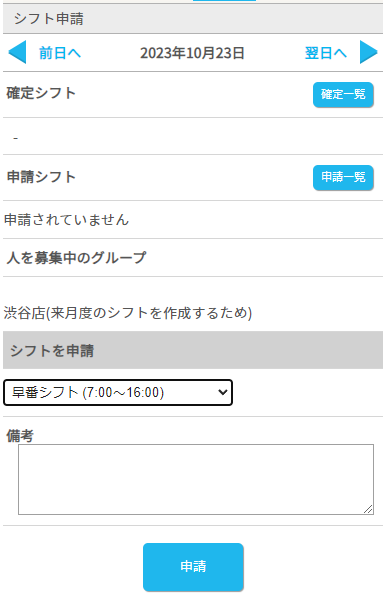 シフト申請
前日へ 2023年10月23日 翌日へ
確定シフト 確定一覧
-
申請シフト 申請一覧
申請されていません
人を募集中のグループ
渋谷店(来月度のシフトを作成するため)
シフトを申請
早番シフト (7:00～16:00)
備考
申請